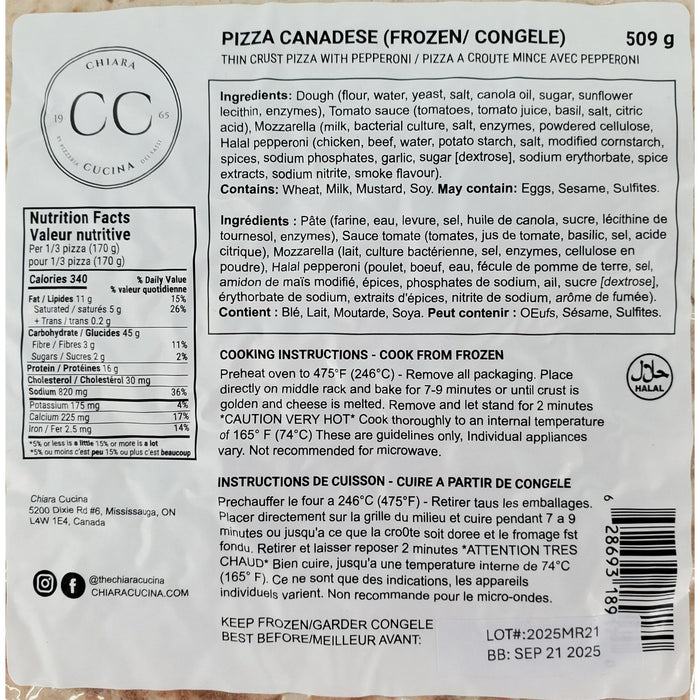 CHIARA
CC
19 65
CUCINA
PIZZA CANADESE (FROZEN/ CONGELE) 509 g
THIN CRUST PIZZA WITH PEPPERONI / PIZZA A CROUTE MINCE AVEC PEPPERONI
Ingredients: Dough (flour, water, yeast, salt, canola oil, sugar, sunflower
lecithin, enzymes), Tomato sauce (tomatoes, tomato juice, basil, salt, citric
acid), Mozzarella (milk, bacterial culture, salt, enzymes, powdered cellulose,
Halal pepperoni (chicken, beef, water, potato starch, salt, modified cornstarch,
spices, sodium phosphates, garlic, sugar [dextrose], sodium erythorbate, spice
extracts, sodium nitrite, smoke flavour).
Contains: Wheat, Milk, Mustard, Soy. May contain: Eggs, Sesame, Sulfites.
Ingrédients : Pâte (farine, eau, levure, sel, huile de canola, sucre, lécithine de
tournesol, enzymes), Sauce tomate (tomates, jus de tomate, basilic, sel, acide
citrique), Mozzarella (lait, culture bactérienne, sel, enzymes, cellulose en
poudre), Halal pepperoni (poulet, boeuf, eau, fécule de pomme de terre, sel,
amidon de maïs modifié, épices, phosphates de sodium, ail, sucre [dextrose],
érythorbate de sodium, extraits d'épices, nitrite de sodium, arôme de fumée).
Contient : Blé, Lait, Moutarde, Soya. Peut contenir : OEufs, Sésame, Sulfites.
Nutrition Facts
Valeur nutritive
Per 1/3 pizza (170 g)
pour 1/3 pizza (170 g)
Calories 340 % Daily Value
% valeur quotidienne
Fat / Lipides 11 g 15%
Saturated / saturés 5 g 26%
+ Trans / trans 0.2 g
Carbohydrate / Glucides 45 g
Fibre / Fibres 3 g 11%
Sugars / Sucres 2 g 2%
Protein / Protéines 16 g
Cholesterol / Cholestérol 30 mg
Sodium 820 mg 36%
Potassium 175 mg 4%
Calcium 225 mg 17%
Iron / Fer 2.5 mg 14%
*5% or less is a little 15% or more is a lot
*5% ou moins c'est peu 15% ou plus c'est beaucoup
COOKING INSTRUCTIONS - COOK FROM FROZEN
Preheat oven to 475°F (246°C) - Remove all packaging. Place
directly on middle rack and bake for 7-9 minutes or until crust is
golden and cheese is melted. Remove and let stand for 2 minutes
*CAUTION VERY HOT* Cook thoroughly to an internal temperature
of 165° F (74°C) These are guidelines only, Individual appliances
vary. Not recommended for microwave.
حلال
HALAL
INSTRUCTIONS DE CUISSON - CUIRE A PARTIR DE CONGELE
Prechauffer le four a 246°C (475°F) - Retirer taus les emballages.
Placer directement sur la grille du milieu et cuire pendant 7 a 9
minutes ou jusqu'a ce que la cro0te soit doree et le fromage fst
fondu. Retirer et laisser reposer 2 minutes *ATTENTION TRES
CHAUD* Bien cuire, jusqu'a une temperature interne de 74°C
(165° F). Ce ne sont que des indications, les appareils
individuels varient. Non recommande pour le micro-ondes.
Chiara Cucina
5200 Dixie Rd #6, Mississauga, ON
L4W 1E4, Canada
@thechiaracucina
CHIARACUCINA.COM
KEEP FROZEN/GARDER CONGELE
BEST BEFORE/MEILLEUR AVANT:
LOT#:2025MR21
BB: SEP 21 2025
6 28693 189